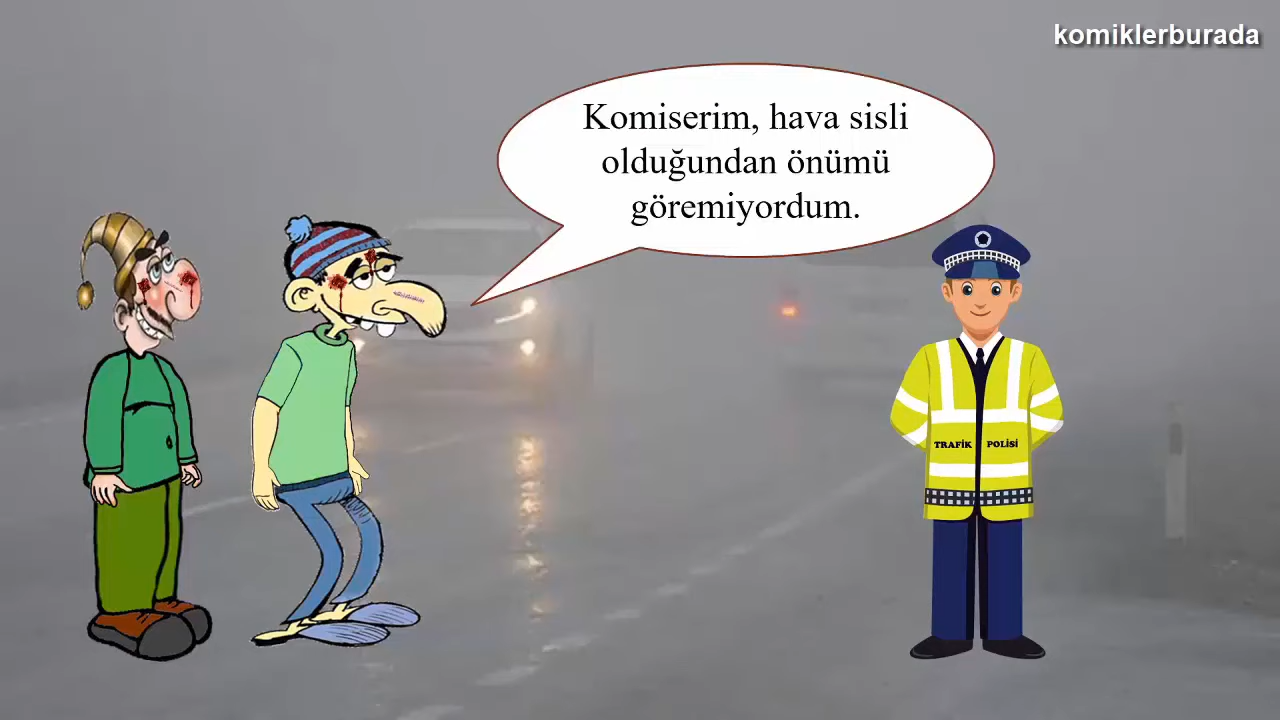 komiklerburada
Komiserim, hava sisli
olduğundan önümü
göremiyordum.
TRAFİK POLİSİ